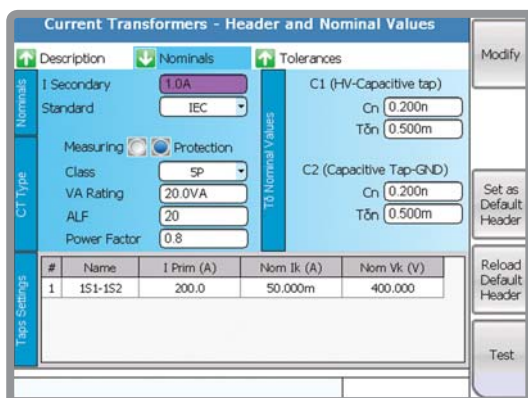 Current Transformers - Header and Nominal Values
Description Nominals Tolerances
Nominals
I Secondary 1.0A
Standard IEC
CT Type
Measuring Protection
Class 5P
VA Rating 20.0VA
ALF 20
Power Factor 0.8
Tδ Nominal Values
C1 (HV-Capacitive tap)
Cn 0.200n
Tδn 0.500m
C2 (Capacitive Tap-GND)
Cn 0.200n
Tδn 0.500m
Taps Settings
# Name I Prim (A) Nom Ik (A) Nom Vk (V)
1 1S1-1S2 200.0 50.000m 400.000
Modify
Set as
Default
Header
Reload
Default
Header
Test